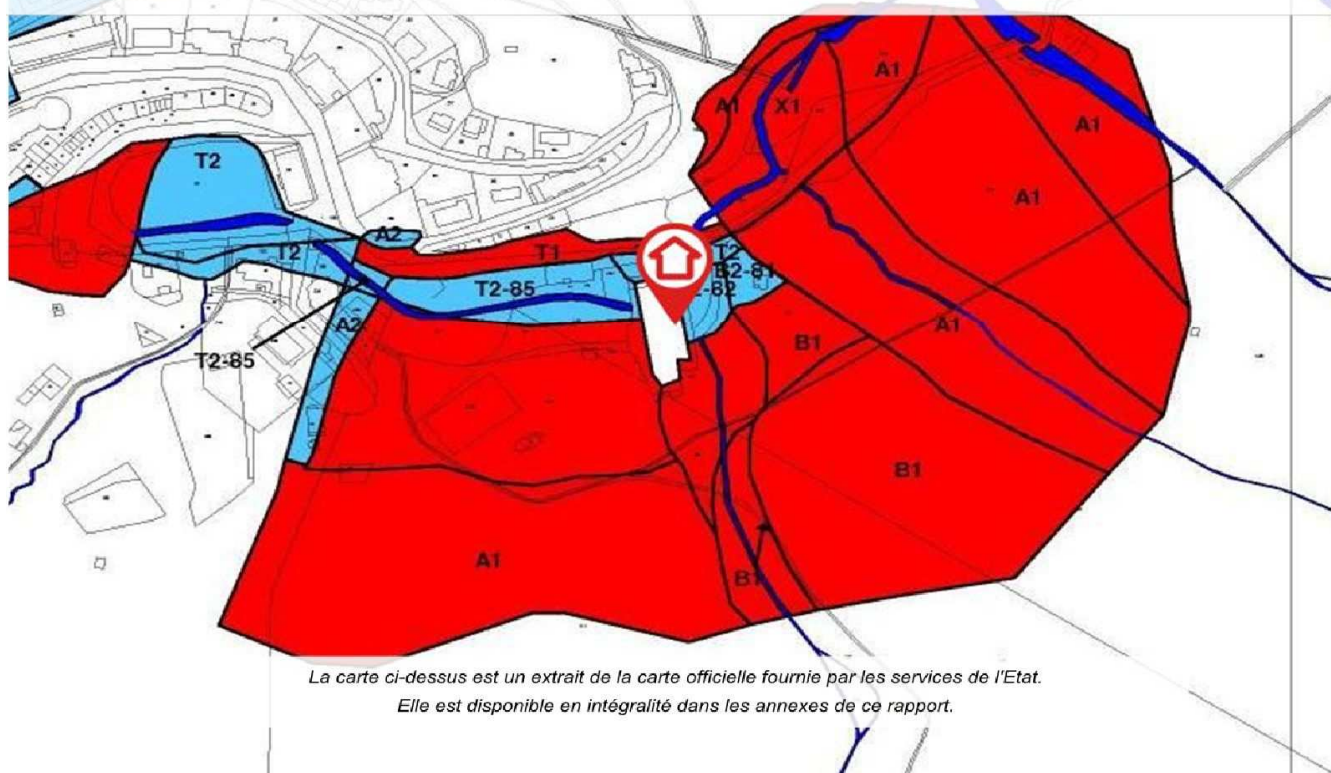 A1
A1
X1
A1
T2
A1
A2
T2
T1
T2
B2-81
2-82
T2-85
A2
A1
B1
T2-85
B1
A1
B1
La carte ci-dessus est un extrait de la carte officielle fournie par les services de l'Etat.
Elle est disponible en intégralité dans les annexes de ce rapport.